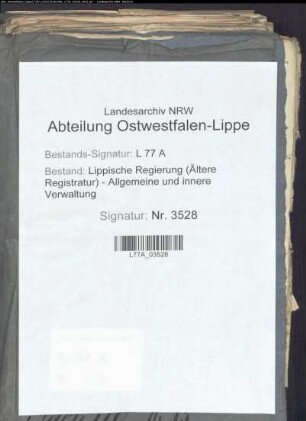 Landesarchiv NRW
Abteilung Ostwestfalen-Lippe
Bestands-Signatur: L 77 A
Bestand: Lippische Regierung (Ältere
Registratur) - Allgemeine und innere
Verwaltung
Signatur: Nr. 3528
L77A_03528